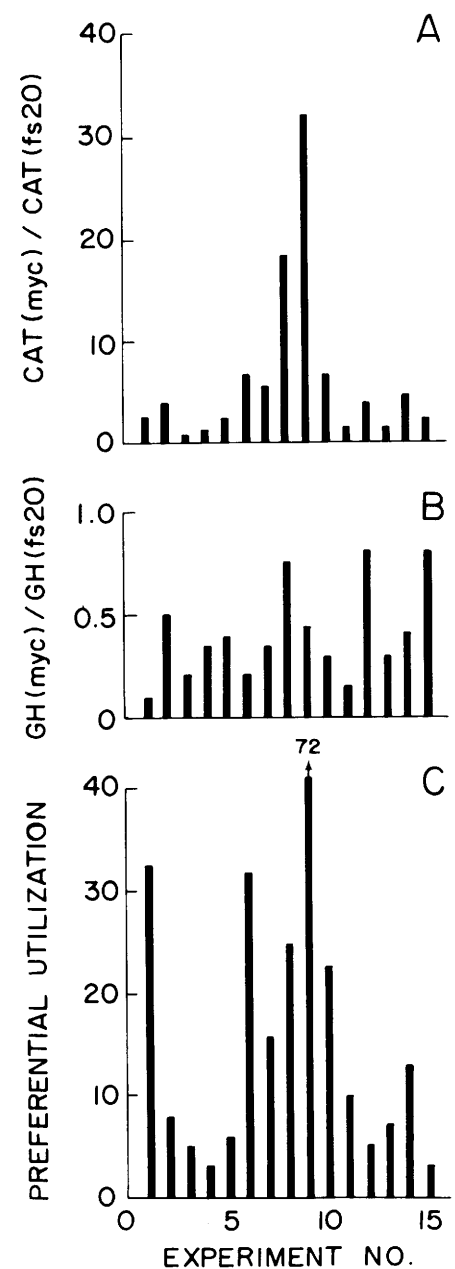 A
CAT (myc) / CAT (fs20)
40
30
20
10
0
B
GH (myc) / GH (fs20)
1.0
0.5
0
72
C
PREFERENTIAL UTILIZATION
40
30
20
10
0
0 5 10 15
EXPERIMENT NO.